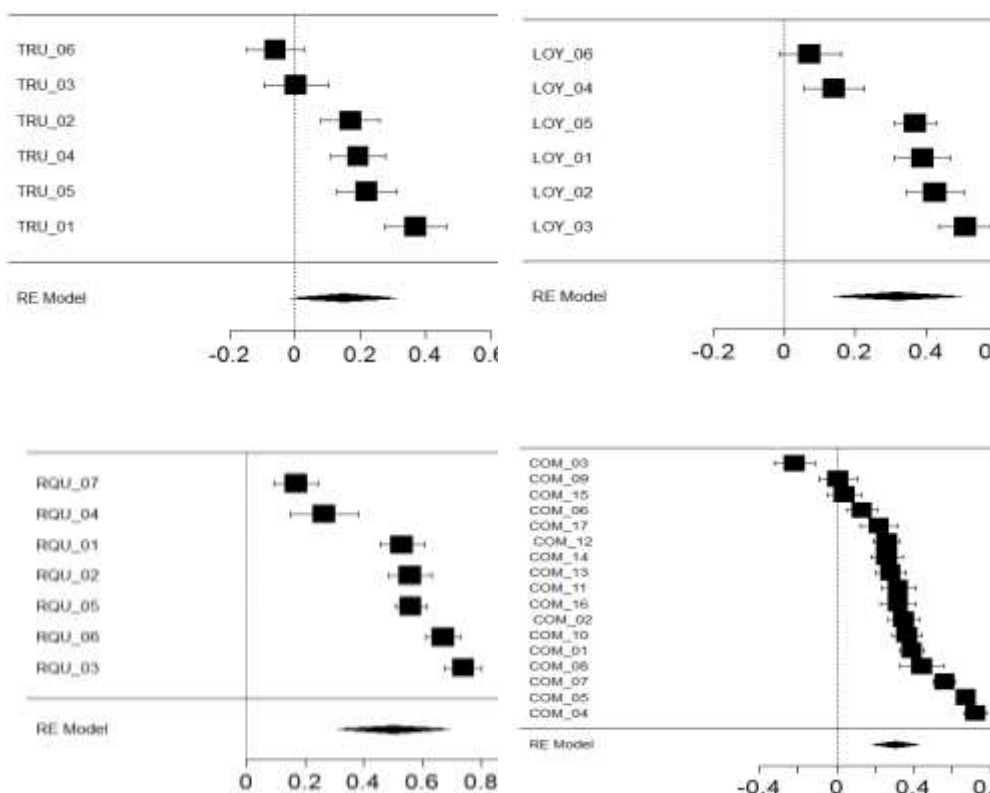 TRU_06
TRU_03
TRU_02
TRU_04
TRU_05
TRU_01
RE Model
-0.2 0 0.2 0.4 0.6
LOY_06
LOY_04
LOY_05
LOY_01
LOY_02
LOY_03
RE Model
-0.2 0 0.2 0.4
RQU_07
RQU_04
RQU_01
RQU_02
RQU_05
RQU_06
RQU_03
RE Model
0 0.2 0.4 0.6 0.8
COM_03
COM_09
COM_15
COM_06
COM_17
COM_12
COM_14
COM_13
COM_11
COM_16
COM_02
COM_10
COM_01
COM_08
COM_07
COM_05
COM_04
RE Model
-0.4 0 0.4